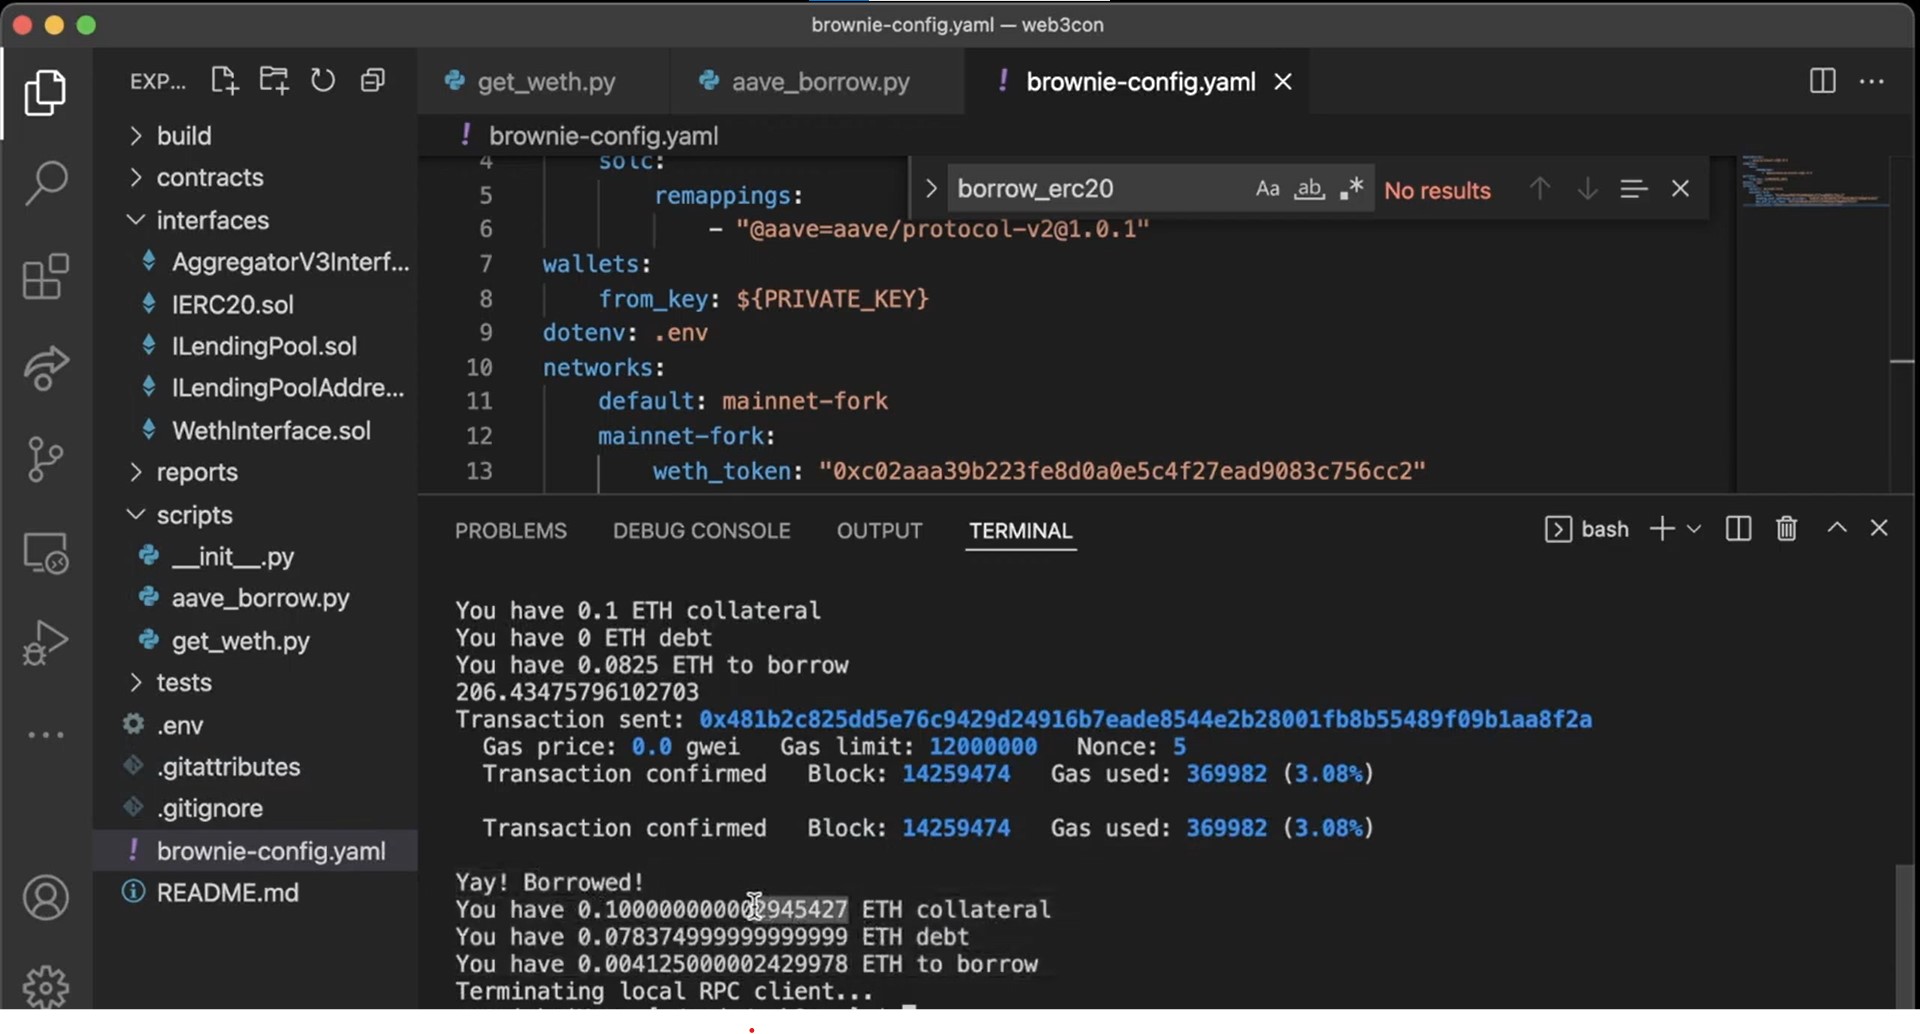 brownie-config.yaml — web3con
EXP...
get_weth.py
aave_borrow.py
! brownie-config.yaml
build
contracts
interfaces
AggregatorV3Interf...
IERC20.sol
ILendingPool.sol
ILendingPoolAddre...
WethInterface.sol
reports
scripts
__init__.py
aave_borrow.py
get_weth.py
tests
.env
.gitattributes
.gitignore
! brownie-config.yaml
README.md
! brownie-config.yaml
borrow_erc20 Aa ab .* No results
4 solc:
5 remappings:
6 - "@aave=aave/protocol-v2@1.0.1"
7 wallets:
8 from_key: ${PRIVATE_KEY}
9 dotenv: .env
10 networks:
11 default: mainnet-fork
12 mainnet-fork:
13 weth_token: "0xc02aaa39b223fe8d0a0e5c4f27ead9083c756cc2"
PROBLEMS DEBUG CONSOLE OUTPUT TERMINAL bash
You have 0.1 ETH collateral
You have 0 ETH debt
You have 0.0825 ETH to borrow
206.43475796102703
Transaction sent: 0x481b2c825dd5e76c9429d24916b7eade8544e2b28001fb8b55489f09b1aa8f2a
Gas price: 0.0 gwei Gas limit: 12000000 Nonce: 5
Transaction confirmed Block: 14259474 Gas used: 369982 (3.08%)
Transaction confirmed Block: 14259474 Gas used: 369982 (3.08%)
Yay! Borrowed!
You have 0.100000000002945427 ETH collateral
You have 0.078374999999999999 ETH debt
You have 0.004125000002429978 ETH to borrow
Terminating local RPC client...